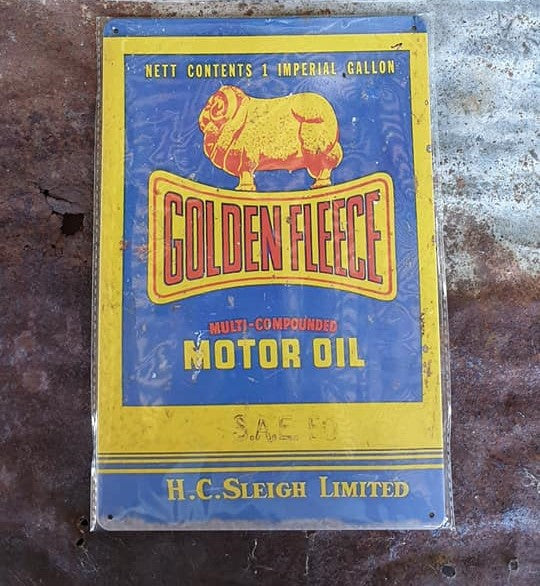 NETT CONTENTS 1 IMPERIAL GALLON
GOLDEN FLEECE
MULTI-COMPOUNDED
MOTOR OIL
S.A.E.
H.C.SLEIGH LIMITED